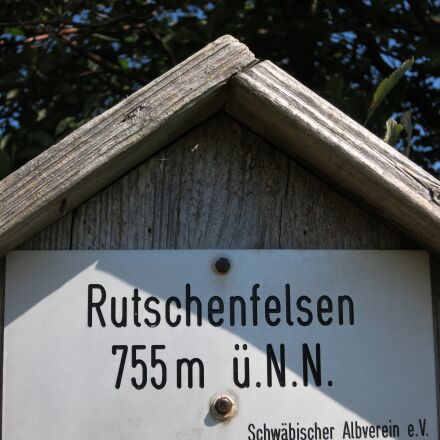 Rutschenfelsen
755 m ü.N.N.
Schwäbischer Albverein e.V.